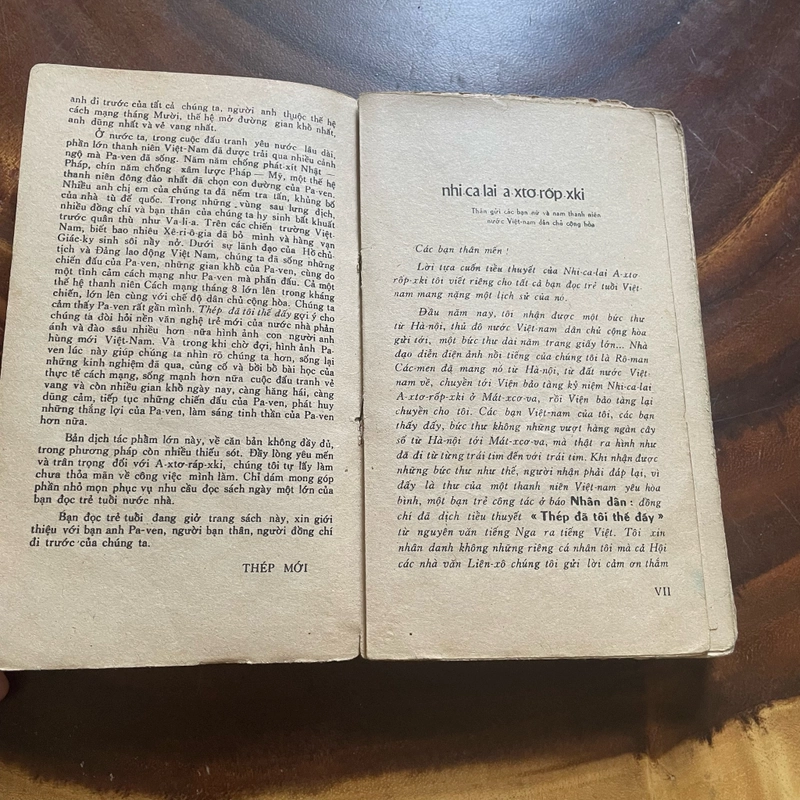 anh đi trước của tất cả chúng ta, người anh thuộc thế hệ
cách mạng tháng Mười, thế hệ mở đường gian khổ nhất,
anh dũng nhất và vẻ vang nhất.
Ở nước ta, trong cuộc đấu tranh yêu nước lâu dài,
phần lớn thanh niên Việt-Nam đã được trải qua nhiều cảnh
ngộ mà Pa-ven đã sống. Năm năm chống phát-xít Nhật —
Pháp, chín năm chống xâm lược Pháp — Mỹ, một thế hệ
thanh niên đông đảo nhất đã chọn con đường của Pa-ven.
Nhiều anh chị em của chúng ta đã nếm tra tấn, khủng bố
của nhà tù đế quốc. Trong những vùng sau lưng địch,
nhiều đồng chí và bạn thân của chúng ta hy sinh bất khuất
trước quân thù như Va-li-a. Trên các chiến trường Việt-
Nam, biết bao nhiêu Xê-ri-ô-gia đã bỏ mình và hàng vạn
Giác-ky sinh sôi nảy nở. Dưới sự lãnh đạo của Hồ chủ-
tịch và Đảng lao động Việt Nam, chúng ta đã sống những
chiến đấu của Pa-ven, những gian khổ của Pa-ven, cùng do
một tình cảm cách mạng như Pa-ven mà phấn đấu. Cả một
thế hệ thanh niên Cách mạng tháng 8 lớn lên trong kháng
chiến, lớn lên cùng với chế độ dân chủ cộng hòa. Chúng ta
cảm thấy Pa-ven rất gần mình. Thép đã tôi thế đấy gợi ý cho
chúng ta đòi hỏi nền văn nghệ trẻ mới của nước nhà phản
ánh và đào sâu nhiều hơn nữa hình ảnh con người anh
hùng mới Việt-Nam. Và trong khi chờ đợi, hình ảnh Pa-
ven lúc này giúp chúng ta nhìn rõ chúng ta hơn, sống lại
những kinh nghiệm đã qua, củng cố và bồi bổ bài học của
thực tế cách mạng, sống mạnh hơn nữa cuộc đấu tranh vẻ
vang và còn nhiều gian khổ ngày nay, càng hăng hái, càng
dũng cảm, tiếp tục những chiến đấu của Pa-ven, phát huy
những thắng lợi của Pa-ven, làm sáng tinh thần của Pa-ven
hơn nữa.
Bản dịch tác phẩm lớn này, về căn bản không đầy đủ,
trong phương pháp còn nhiều thiếu sót. Đầy lòng yêu mến
và trân trọng đối với A-xtơ-ráp-xki, chúng tôi tự lấy làm
chưa thỏa mãn về công việc mình làm. Chỉ dám mong góp
phần nhỏ mọn phục vụ nhu cầu đọc sách ngày một lớn của
bạn đọc trẻ tuổi nước nhà.
Bạn đọc trẻ tuổi đang giở trang sách này, xin giới
thiệu với bạn anh Pa-ven, người bạn thân, người đồng chí
đi trước của chúng ta.
THÉP MỚI
nhi-ca-lai a-xtơ-rốp-xki
Thân gửi các bạn nữ và nam thanh niên
nước Việt-nam dân chủ cộng hòa
Các bạn thân mến !
Lời tựa cuốn tiểu thuyết của Nhi-ca-lai A-xtơ
rốp-xki tôi viết riêng cho tất cả bạn đọc trẻ tuổi Việt-
nam mang nặng một lịch sử của nó.
Đầu năm nay, tôi nhận được một bức thư
từ Hà-nội, thủ đô nước Việt-nam dân chủ cộng hòa
gửi tới, một bức thư dài năm trang giấy lớn... Nhà
đạo diễn điện ảnh nổi tiếng của chúng tôi là Rô-man
Các-men đã mang nó từ Hà-nội, từ đất nước Việt-
nam về, chuyển tới Viện bảo tàng kỷ niệm Nhi-ca-lai
A-xtơ-rốp-xki ở Mát-xcơ-va, rồi Viện bảo tàng lại
chuyển cho tôi. Các bạn Việt-nam của tôi, các bạn
thấy đấy, bức thư không những vượt hàng ngàn cây
số từ Hà-nội tới Mát-xcơ-va, mà thật ra hình như
đã đi từ từng trái tim đến với trái tim. Khi nhận được
những bức thư như thế, người nhận phải đáp lại, vì
đấy là thư của một thanh niên Việt-nam yêu hòa
bình, một bạn trẻ công tác ở báo Nhân dân : đồng
chí đã dịch tiểu thuyết « Thép đã tôi thế đấy »
từ nguyên văn tiếng Nga ra tiếng Việt. Tôi xin
nhân danh không những riêng cá nhân tôi mà cả Hội
các nhà văn Liên-xô chúng tôi gửi lời cảm ơn thắm
VII